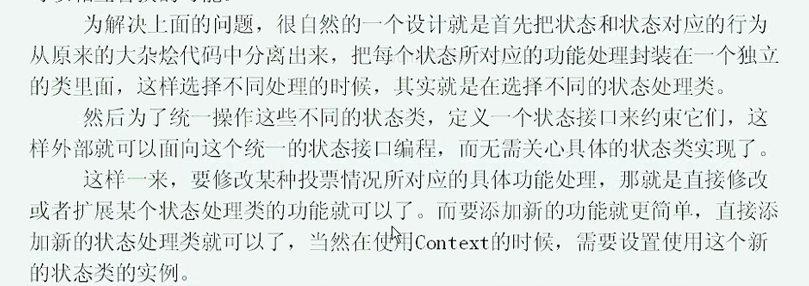 为解决上面的问题，很自然的一个设计就是首先把状态和状态对应的行为
从原来的大杂烩代码中分离出来，把每个状态所对应的功能处理封装在一个独立
的类里面，这样选择不同处理的时候，其实就是在选择不同的状态处理类。
然后为了统一操作这些不同的状态类，定义一个状态接口来约束它们，这
样外部就可以面向这个统一的状态接口编程，而无需关心具体的状态类实现了。
这样一来，要修改某种投票情况所对应的具体功能处理，那就是直接修改
或者扩展某个状态处理类的功能就可以了。而要添加新的功能就更简单，直接添
加新的状态处理类就可以了，当然在使用Context的时候，需要设置使用这个新
的状态类的实例。